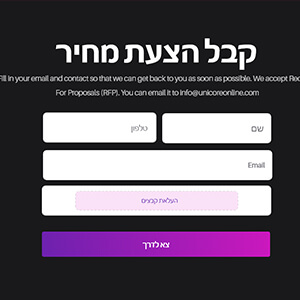 קבל הצעת מחיר
Fill in your email and contact so that we can get back to you as soon as possible. We accept Rec
For Proposals (RFP). You can email it to info@unicoreonline.com
שם
טלפון
Email
העלאת קבצים
צא לדרך